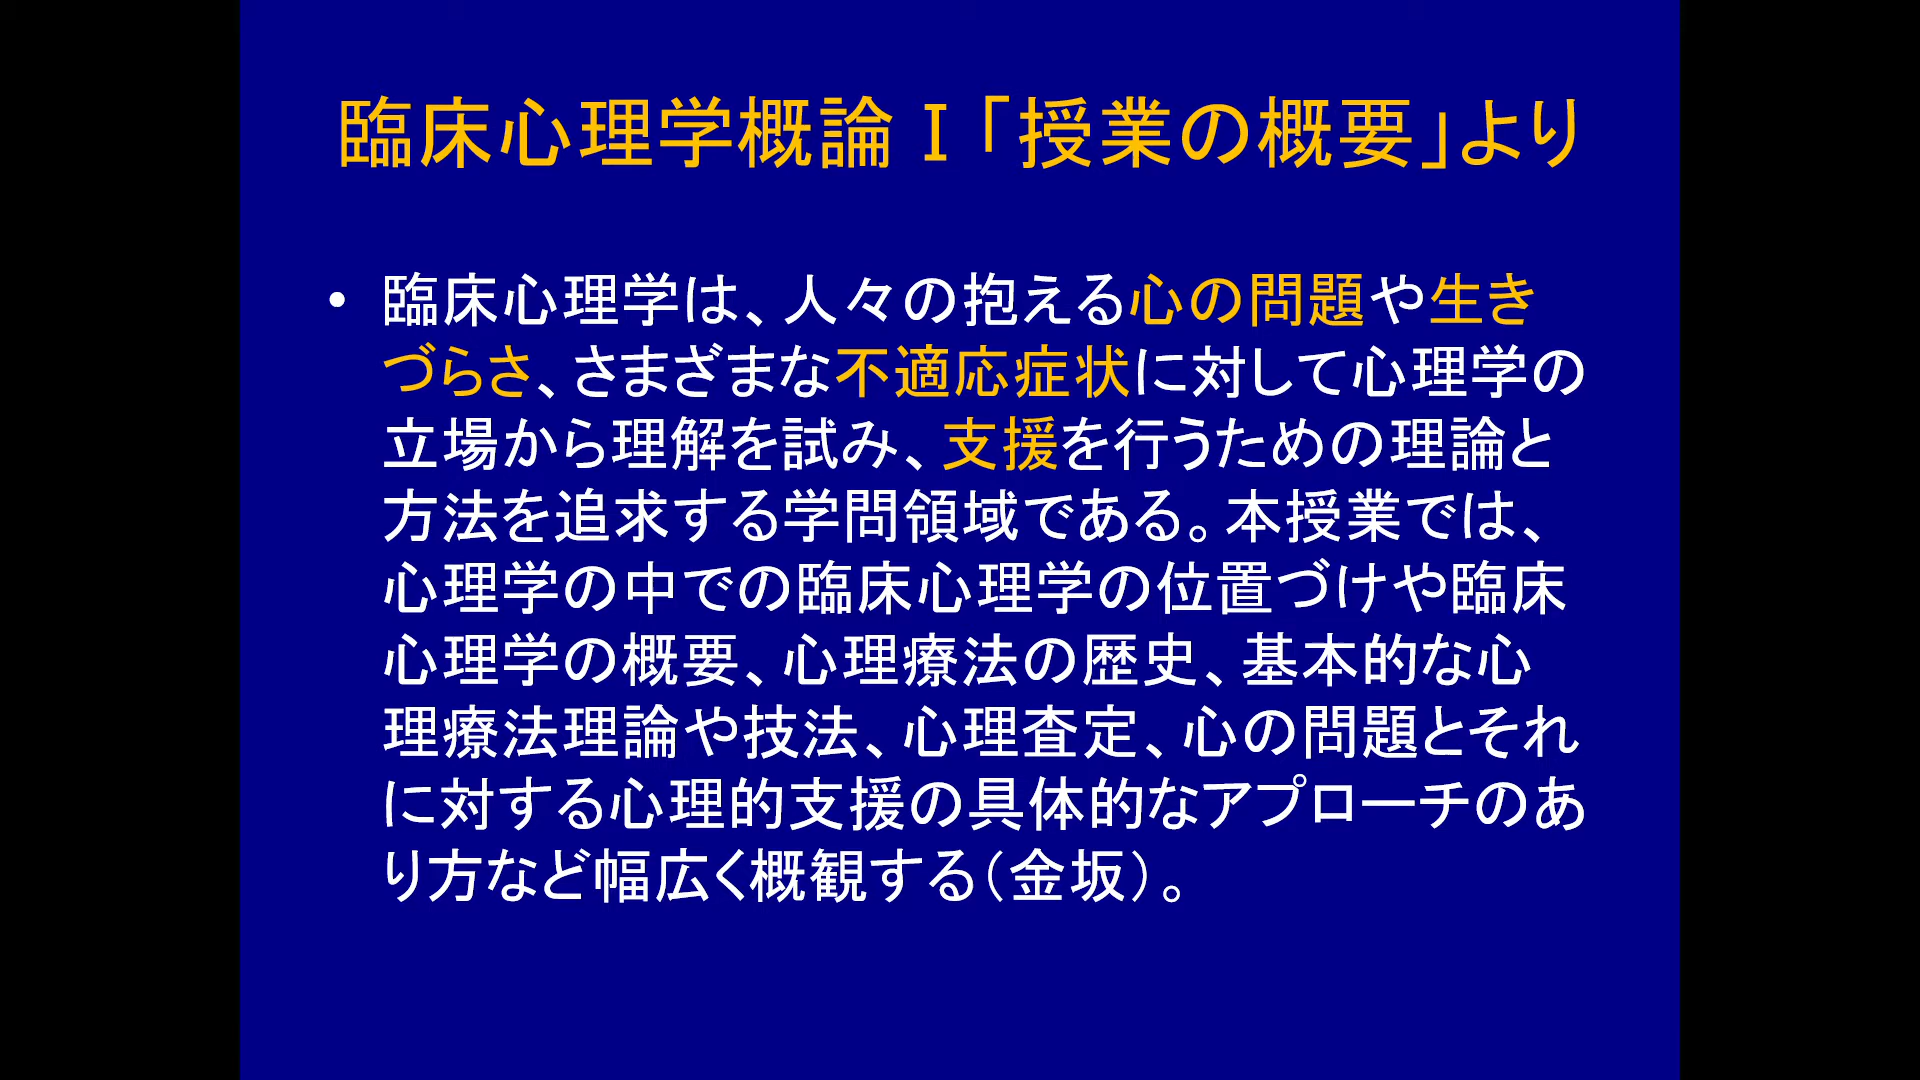 臨床心理学概論Ⅰ「授業の概要」より
• 臨床心理学は、人々の抱える心の問題や生き
づらさ、さまざまな不適応症状に対して心理学の
立場から理解を試み、支援を行うための理論と
方法を追求する学問領域である。本授業では、
心理学の中での臨床心理学の位置づけや臨床
心理学の概要、心理療法の歴史、基本的な心
理療法理論や技法、心理査定、心の問題とそれ
に対する心理的支援の具体的なアプローチのあ
り方など幅広く概観する（金坂）。